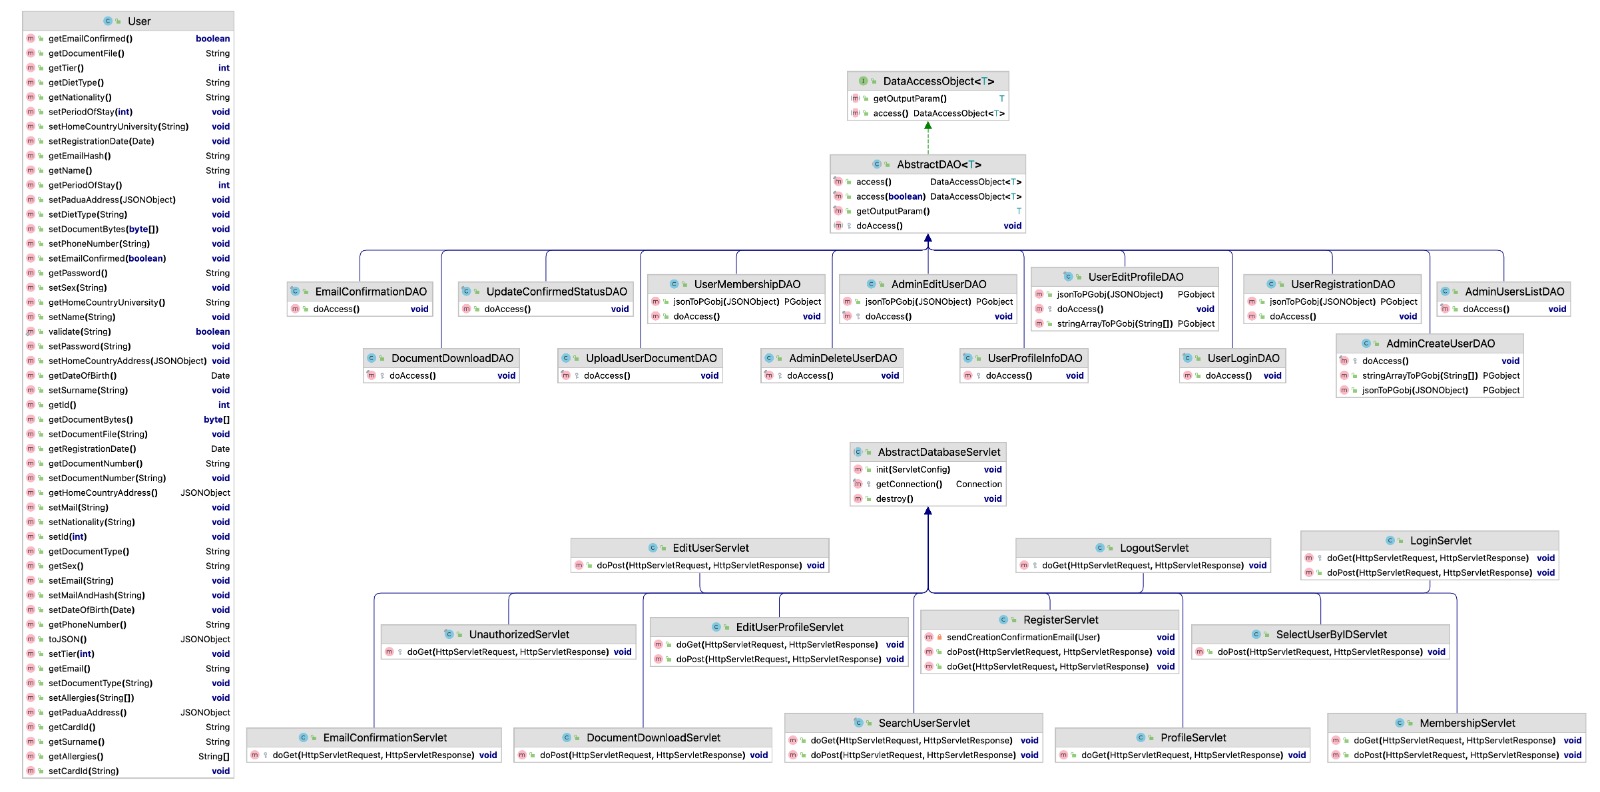 User
getEmailConfirmed() boolean
getDocumentFile() String
getTier() int
getDietType() String
getNationality() String
setPeriodOfStay(int) void
setHomeCountryUniversity(String) void
setRegistrationDate(Date) void
getEmailHash() String
getName() String
getPeriodOfStay() int
setPaduaAddress(JSONObject) void
setDietType(String) void
setDocumentBytes(byte[]) void
setPhoneNumber(String) void
setEmailConfirmed(boolean) void
getPassword() String
setSex(String) void
getHomeCountryUniversity() String
setName(String) void
validate(String) boolean
setPassword(String) void
setHomeCountryAddress(JSONObject) void
getDateOfBirth() Date
setSurname(String) void
getId() int
getDocumentBytes() byte[]
setDocumentFile(String) void
getRegistrationDate() Date
getDocumentNumber() String
setDocumentNumber(String) void
getHomeCountryAddress() JSONObject
setMail(String) void
setNationality(String) void
setId(int) void
getDocumentType() String
getSex() String
setEmail(String) void
setMailAndHash(String) void
setDateOfBirth(Date) void
getPhoneNumber() String
toJSON() JSONObject
setTier(int) void
getEmail() String
setDocumentType(String) void
setAllergies(String[]) void
getPaduaAddress() JSONObject
getCardId() String
getSurname() String
getAllergies() String[]
setCardId(String) void
DataAccessObject<T>
getOutputParam() T
access() DataAccessObject<T>
AbstractDAO<T>
access() DataAccessObject<T>
access(boolean) DataAccessObject<T>
getOutputParam() T
doAccess() void
EmailConfirmationDAO
doAccess() void
UpdateConfirmedStatusDAO
doAccess() void
UserMembershipDAO
jsonToPGobj(JSONObject) PGobject
doAccess() void
AdminEditUserDAO
jsonToPGobj(JSONObject) PGobject
doAccess() void
UserEditProfileDAO
jsonToPGobj(JSONObject) PGobject
doAccess() void
stringArrayToPGobj(String[]) PGobject
UserRegistrationDAO
jsonToPGobj(JSONObject) PGobject
doAccess() void
AdminUsersListDAO
doAccess() void
DocumentDownloadDAO
doAccess() void
UploadUserDocumentDAO
doAccess() void
AdminDeleteUserDAO
doAccess() void
UserProfileInfoDAO
doAccess() void
UserLoginDAO
doAccess() void
AdminCreateUserDAO
doAccess() void
stringArrayToPGobj(String[]) PGobject
jsonToPGobj(JSONObject) PGobject
AbstractDatabaseServlet
init(ServletConfig) void
getConnection() Connection
destroy() void
EditUserServlet
doPost(HttpServletRequest, HttpServletResponse) void
LogoutServlet
doGet(HttpServletRequest, HttpServletResponse) void
LoginServlet
doGet(HttpServletRequest, HttpServletResponse) void
doPost(HttpServletRequest, HttpServletResponse) void
UnauthorizedServlet
doGet(HttpServletRequest, HttpServletResponse) void
EditUserProfileServlet
doGet(HttpServletRequest, HttpServletResponse) void
doPost(HttpServletRequest, HttpServletResponse) void
RegisterServlet
sendCreationConfirmationEmail(User) void
doPost(HttpServletRequest, HttpServletResponse) void
doGet(HttpServletRequest, HttpServletResponse) void
SelectUserByIDServlet
doPost(HttpServletRequest, HttpServletResponse) void
EmailConfirmationServlet
doGet(HttpServletRequest, HttpServletResponse) void
DocumentDownloadServlet
doPost(HttpServletRequest, HttpServletResponse) void
SearchUserServlet
doGet(HttpServletRequest, HttpServletResponse) void
doPost(HttpServletRequest, HttpServletResponse) void
ProfileServlet
doGet(HttpServletRequest, HttpServletResponse) void
MembershipServlet
doGet(HttpServletRequest, HttpServletResponse) void
doPost(HttpServletRequest, HttpServletResponse) void